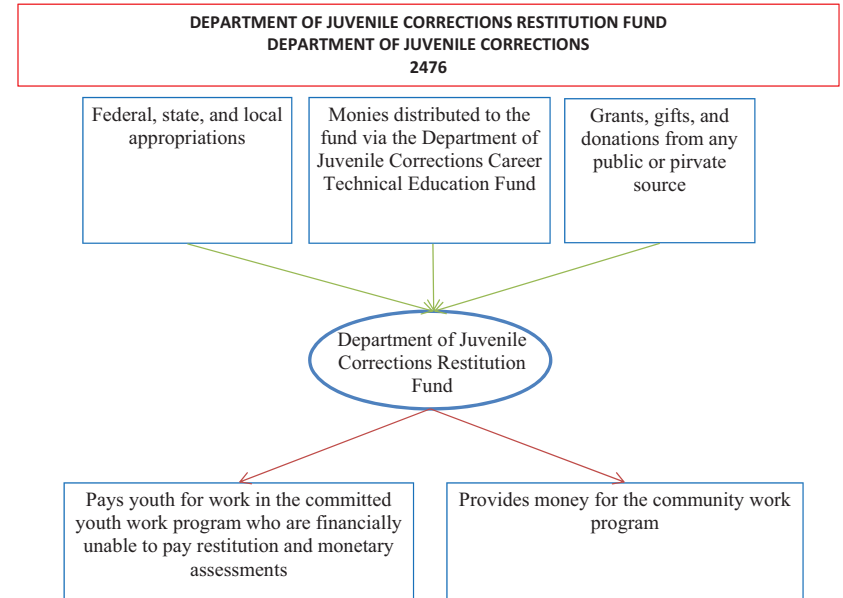 DEPARTMENT OF JUVENILE CORRECTIONS RESTITUTION FUND
DEPARTMENT OF JUVENILE CORRECTIONS
2476
Federal, state, and local
appropriations
Monies distributed to the
fund via the Department of
Juvenile Corrections Career
Technical Education Fund
Grants, gifts, and
donations from any
public or pirvate
source
Department of Juvenile
Corrections Restitution
Fund
Pays youth for work in the committed
youth work program who are financially
unable to pay restitution and monetary
assessments
Provides money for the community work
program